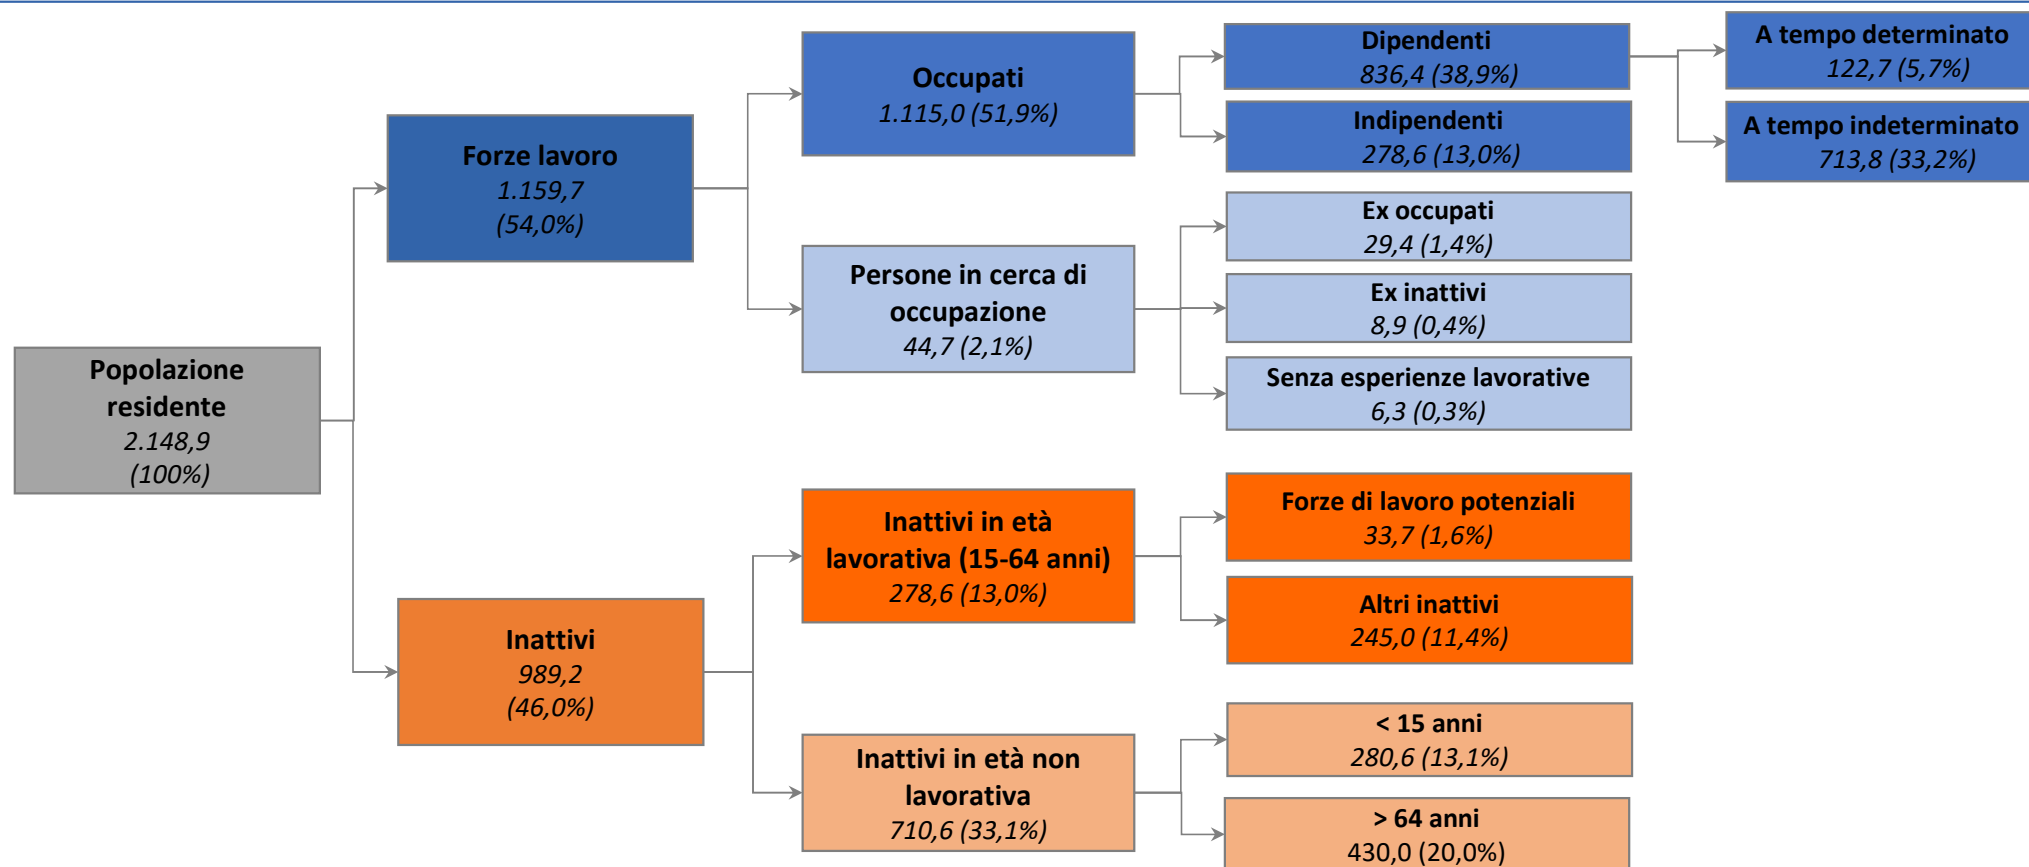 Popolazione
residente
2.148,9
(100%)
Forze lavoro
1.159,7
(54,0%)
Inattivi
989,2
(46,0%)
Occupati
1.115,0 (51,9%)
Persone in cerca di
occupazione
44,7 (2,1%)
Inattivi in età
lavorativa (15-64 anni)
278,6 (13,0%)
Inattivi in età non
lavorativa
710,6 (33,1%)
Dipendenti
836,4 (38,9%)
Indipendenti
278,6 (13,0%)
Ex occupati
29,4 (1,4%)
Ex inattivi
8,9 (0,4%)
Senza esperienze lavorative
6,3 (0,3%)
Forze di lavoro potenziali
33,7 (1,6%)
Altri inattivi
245,0 (11,4%)
< 15 anni
280,6 (13,1%)
> 64 anni
430,0 (20,0%)
A tempo determinato
122,7 (5,7%)
A tempo indeterminato
713,8 (33,2%)